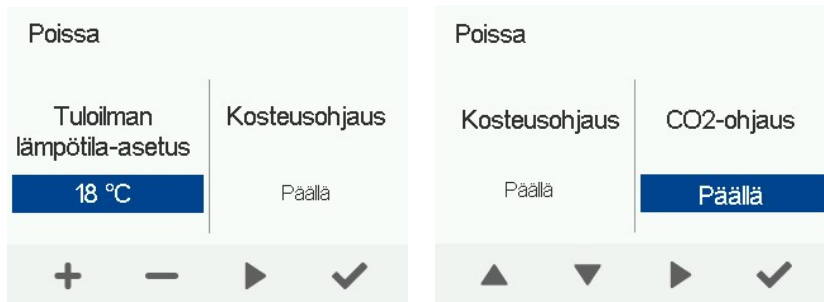 Poissa
Tuloilman
lämpötila-asetus
18 °C
Kosteusohjaus
Päällä
Poissa
Kosteusohjaus
Päällä
CO2-ohjaus
Päällä